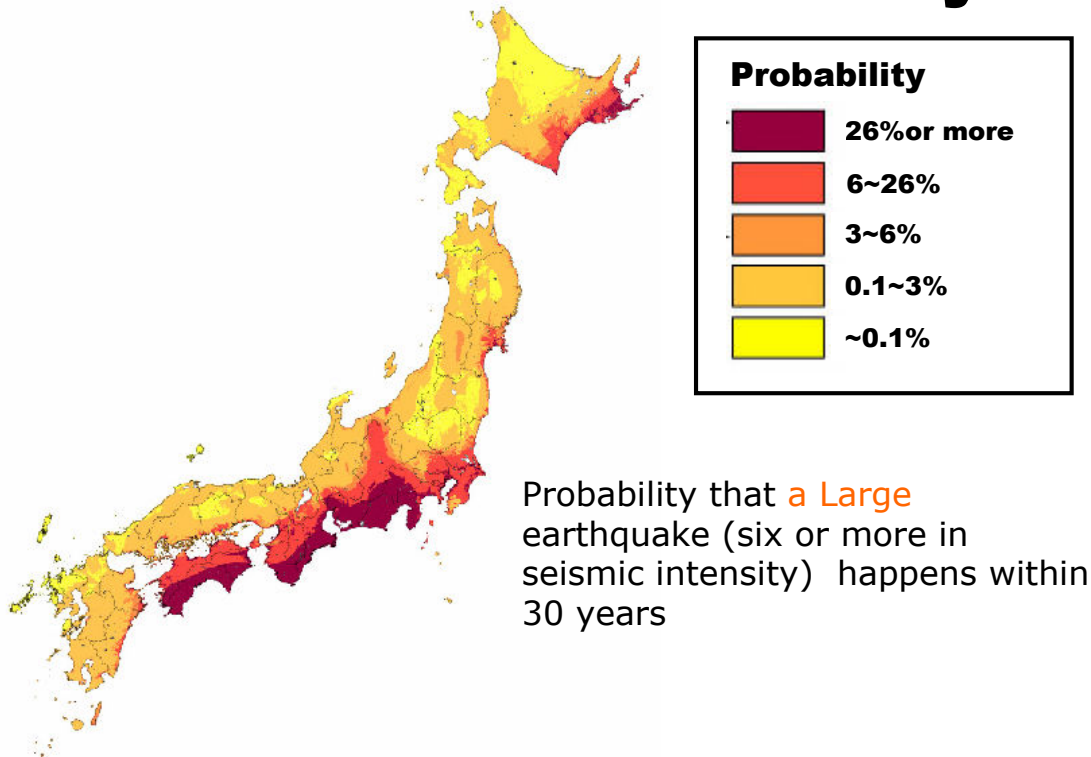 Probability
26%or more
6~26%
3~6%
0.1~3%
~0.1%
Probability that a Large
earthquake (six or more in
seismic intensity) happens within
30 years